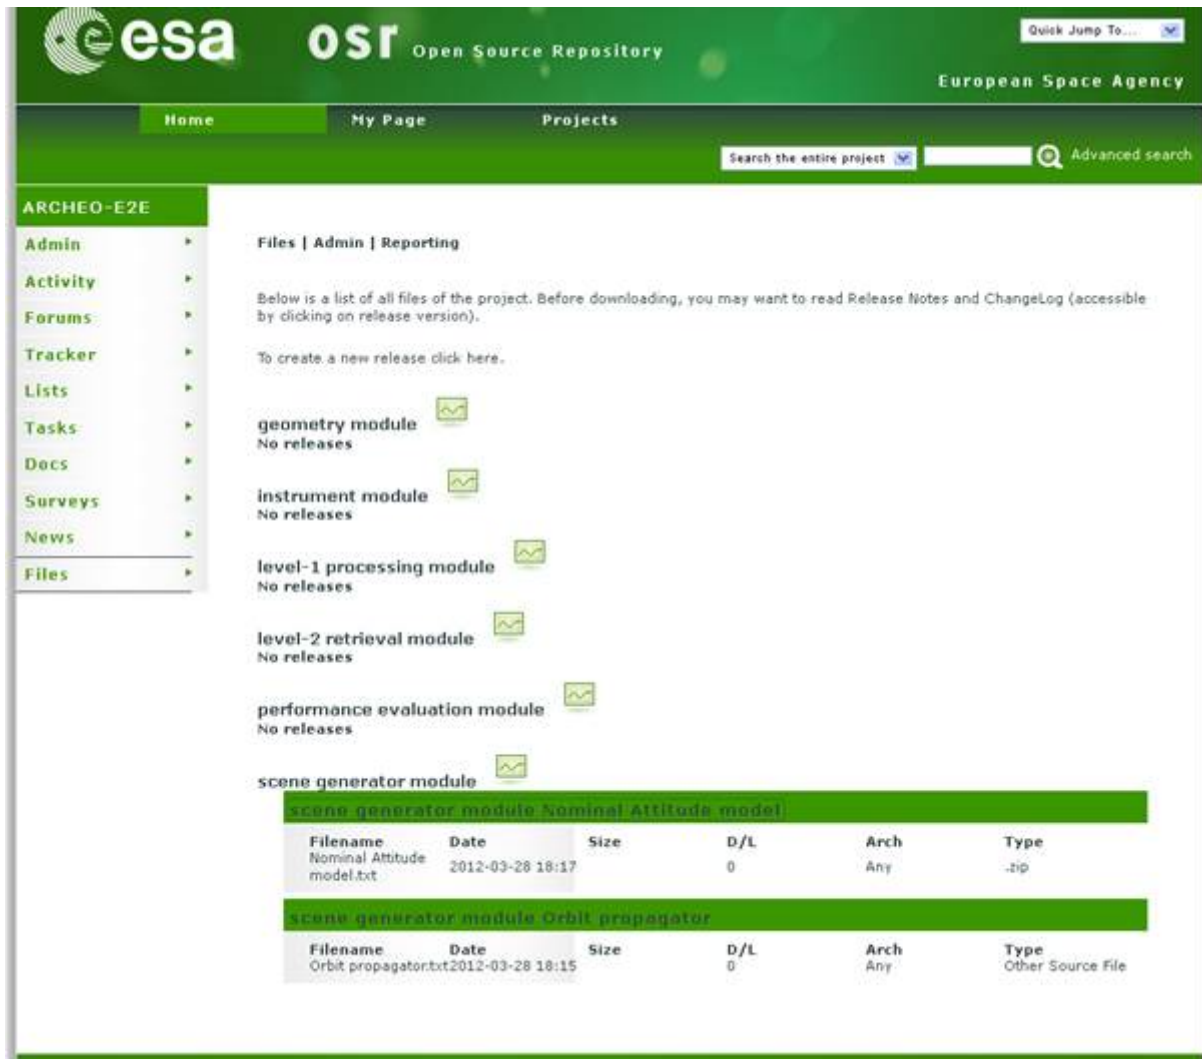 esa
osr Open Source Repository
Quick Jump To...
European Space Agency
Home My Page Projects
Search the entire project Advanced search
ARCHEO-E2E
Admin
Activity
Forums
Tracker
Lists
Tasks
Docs
Surveys
News
Files
Files | Admin | Reporting
Below is a list of all files of the project. Before downloading, you may want to read Release Notes and ChangeLog (accessible
by clicking on release version).
To create a new release click here.
geometry module
No releases
instrument module
No releases
level-1 processing module
No releases
level-2 retrieval module
No releases
performance evaluation module
No releases
scene generator module
scene generator module Nominal Attitude model
Filename Date Size D/L Arch Type
Nominal Attitude
model.txt 2012-03-28 18:17 0 Any .zip
scene generator module Orbit propagator
Filename Date Size D/L Arch Type
Orbit propagator.txt 2012-03-28 18:15 0 Any Other Source File